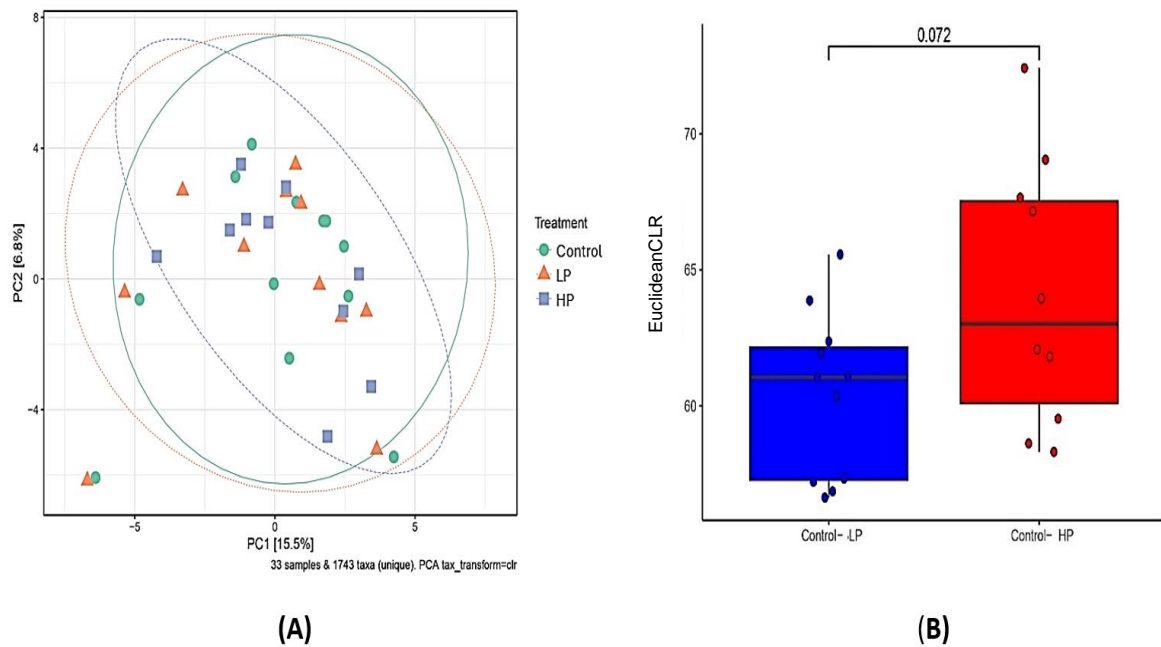 8
4
0
−4
−5
0
5
PC2 [6.8%]
PC1 [15.5%]
33 samples & 1743 taxa (unique). PCA tax_transform=clr
Treatment
Control
LP
HP
(A)
0.072
70
65
60
EuclideanCLR
Control- -LP
Control- HP
(B)